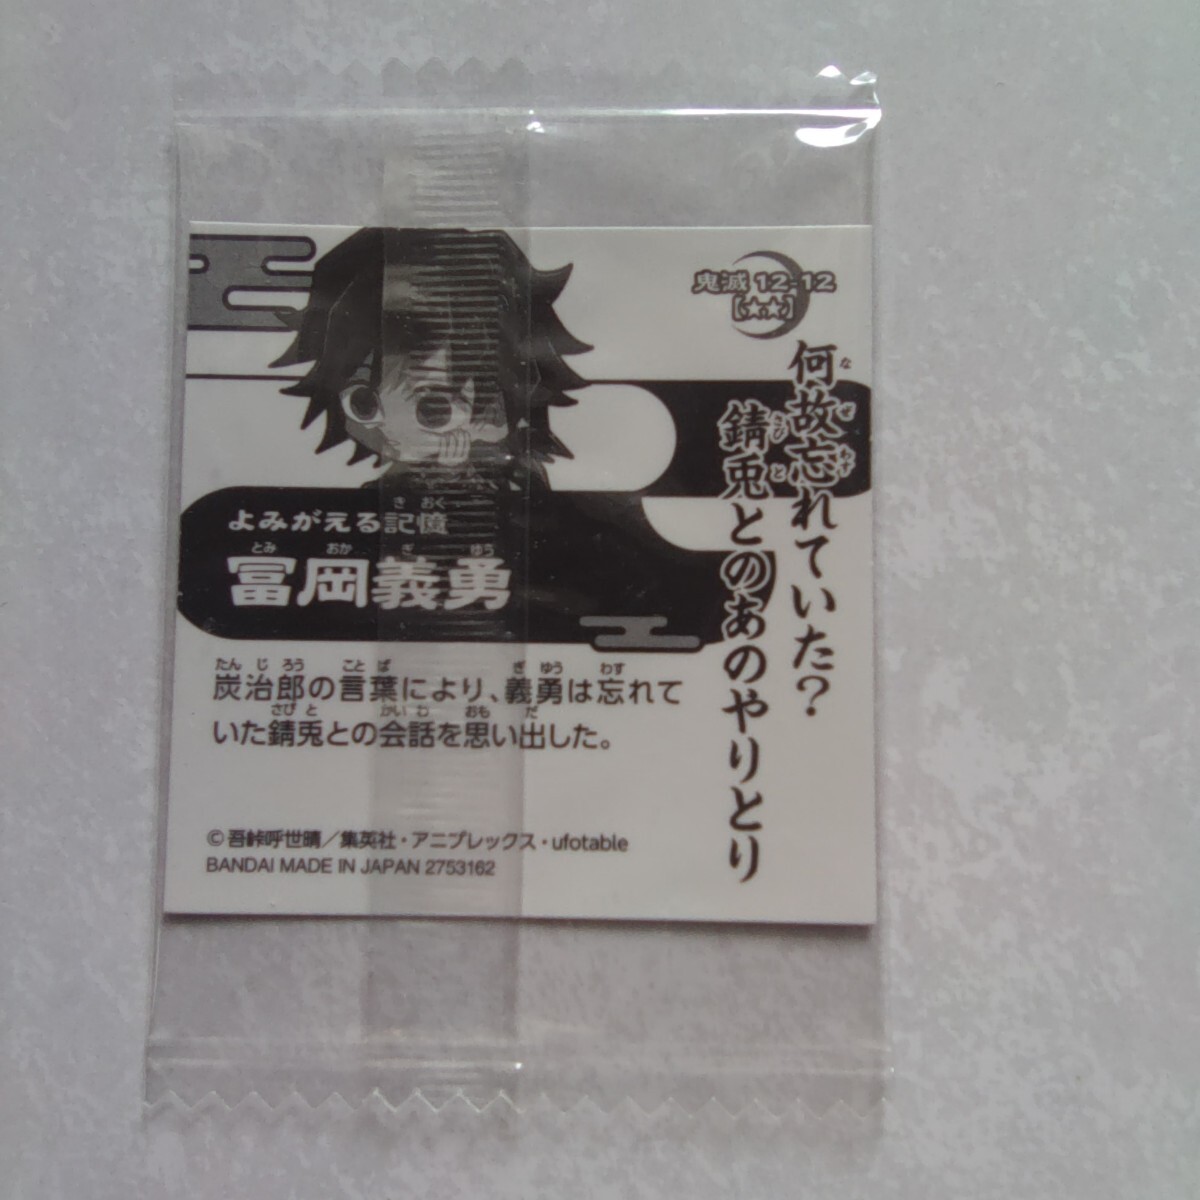 鬼滅 12-12
[★★]
何故忘れていた?
錆兎とのあのやりとり
よみがえる記憶
冨岡義勇
炭治郎の言葉により、義勇は忘れて
いた錆兎との会話を思い出した。
©吾峠呼世晴/集英社・アニプレックス・ufotable
BANDAI MADE IN JAPAN 2753162